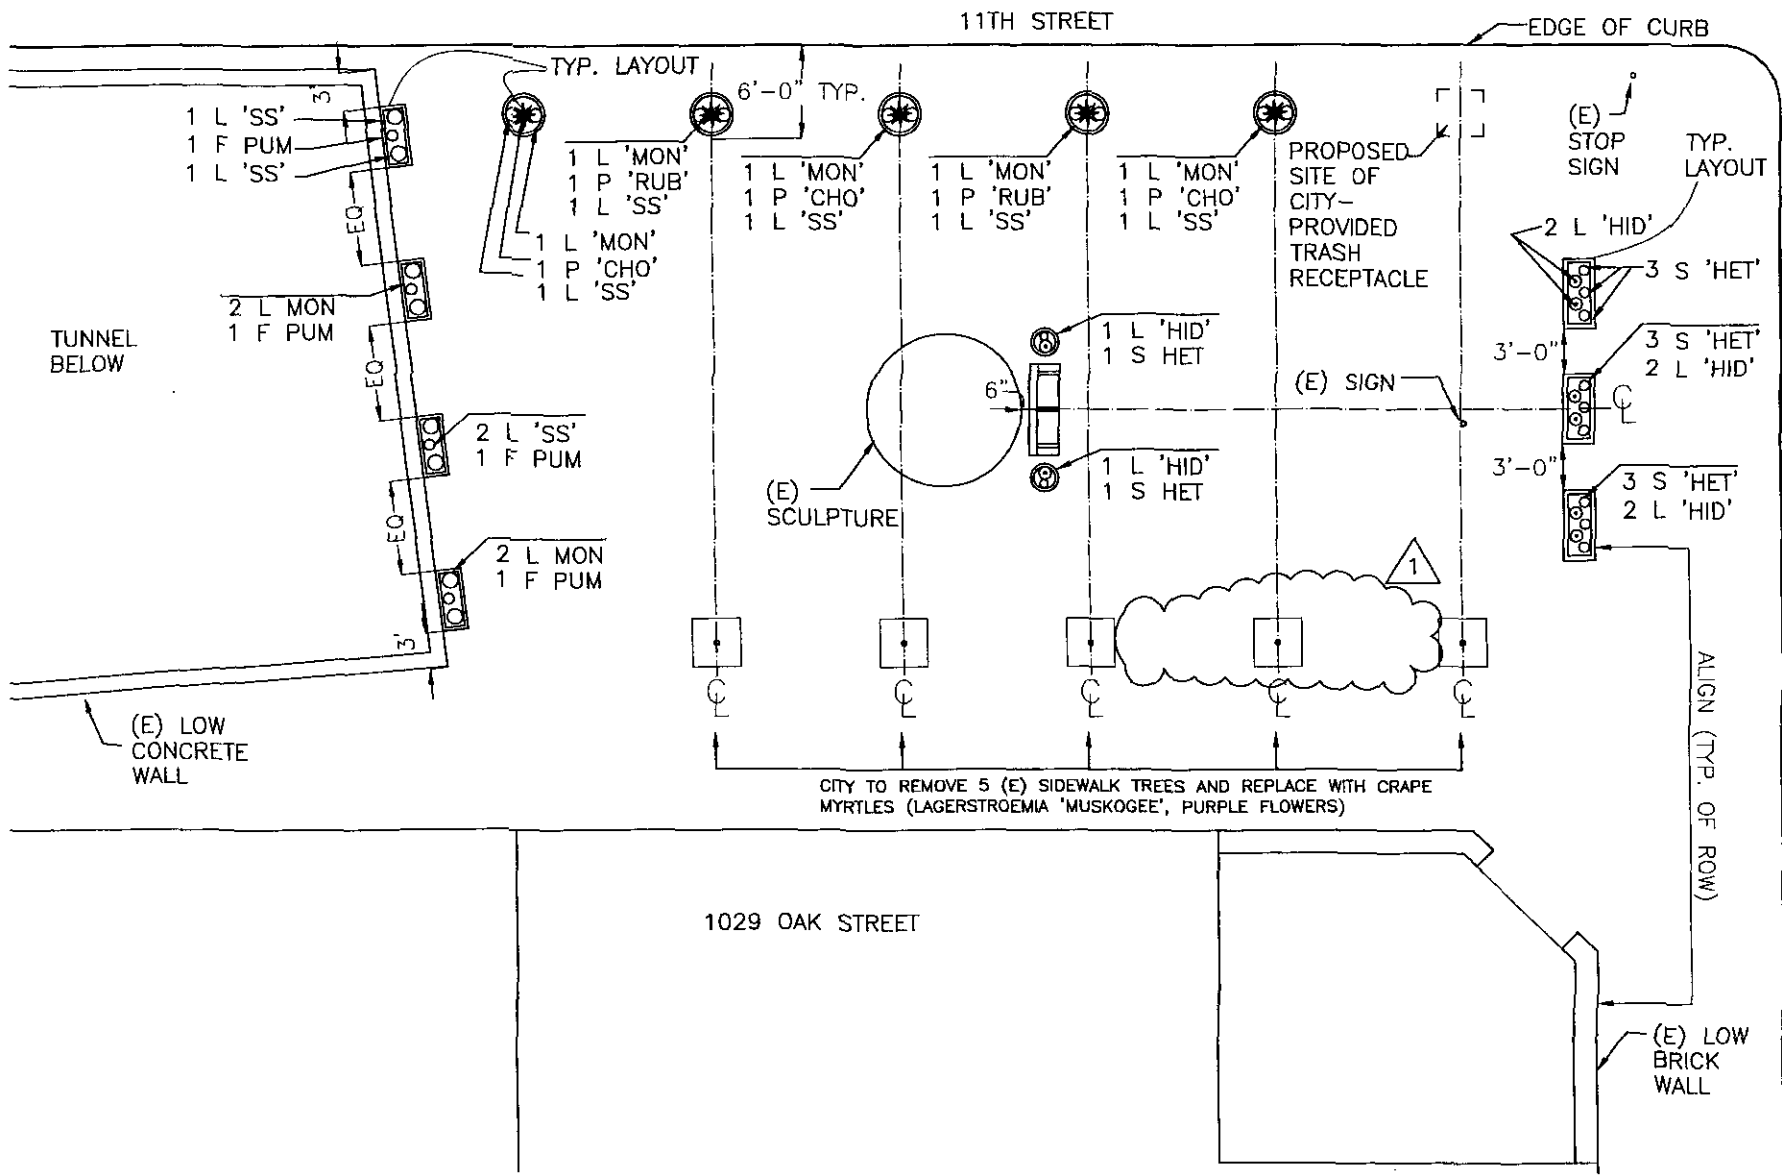 11TH STREET
EDGE OF CURB
TYP. LAYOUT
3'
6'-0" TYP.
1 L 'SS'
1 F PUM
1 L 'SS'
1 L 'MON'
1 P 'RUB'
1 L 'SS'
1 L 'MON'
1 P 'CHO'
1 L 'SS'
1 L 'MON'
1 P 'RUB'
1 L 'SS'
1 L 'MON'
1 P 'CHO'
1 L 'SS'
PROPOSED
SITE OF
CITY-
PROVIDED
TRASH
RECEPTACLE
(E)
STOP
SIGN
TYP.
LAYOUT
EQ
1 L 'MON'
1 P 'CHO'
1 L 'SS'
2 L 'HID'
3 S 'HET'
2 L MON
1 F PUM
TUNNEL
BELOW
EQ
1 L 'HID'
1 S HET
3'-0"
3 S 'HET'
2 L 'HID'
6"
(E) SIGN
CL
2 L 'SS'
1 F PUM
1 L 'HID'
1 S HET
3'-0"
3 S 'HET'
2 L 'HID'
(E)
SCULPTURE
EQ
2 L MON
1 F PUM
1
3'
CL
CL
CL
CL
CL
ALIGN (TYP. OF ROW)
(E) LOW
CONCRETE
WALL
CITY TO REMOVE 5 (E) SIDEWALK TREES AND REPLACE WITH CRAPE
MYRTLES (LAGERSTROEMIA 'MUSKOGEE', PURPLE FLOWERS)
1029 OAK STREET
(E) LOW
BRICK
WALL